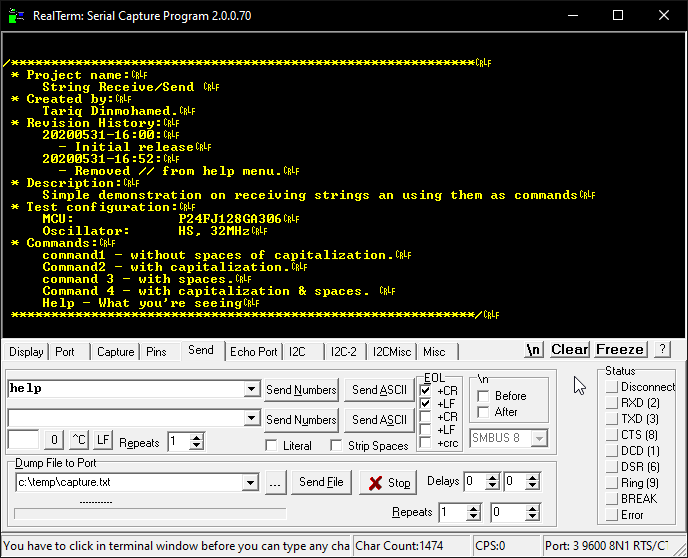 RealTerm: Serial Capture Program 2.0.0.70
/***********************************************************CRLF
* Project name:CRLF
String Receive/Send CRLF
* Created by:CRLF
Tariq Dinmohamed.CRLF
* Revision History:CRLF
20200531-16:00:CRLF
- Initial releaseCRLF
20200531-16:52:CRLF
- Removed // from help menu.CRLF
* Description:CRLF
Simple demonstration on receiving strings an using them as commandsCRLF
* Test configuration:CRLF
MCU: P24FJ128GA306CRLF
Oscillator: HS, 32MHzCRLF
* Commands:CRLF
command1 - without spaces of capitalization.CRLF
Command2 - with capitalization.CRLF
command 3 - with spaces.CRLF
Command 4 - with capitalization & spaces. CRLF
Help - What you're seeingCRLF
***********************************************************/CRLF
Display Port Capture Pins Send Echo Port I2C I2C-2 I2CMisc Misc \n Clear Freeze ?
help Send Numbers Send ASCII
Send Numbers Send ASCII
0 ^C LF Repeats 1 Literal Strip Spaces
EOL
+CR
+LF
+CR
+LF
+crc
\n
Before
After
SMBUS 8
Dump File to Port
c:\temp\capture.txt ... Send File Stop Delays 0 0
Repeats 1 0
Status
Disconnect
RXD (2)
TXD (3)
CTS (8)
DCD (1)
DSR (6)
Ring (9)
BREAK
Error
You have to click in terminal window before you can type any cha Char Count:1474 CPS:0 Port: 3 9600 8N1 RTS/CT